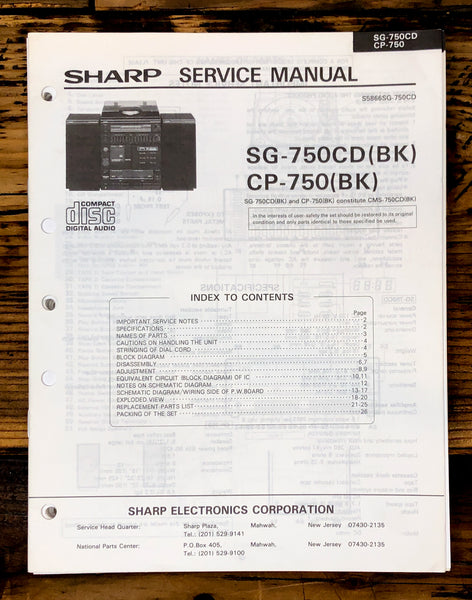 SG-750CD
CP-750
SHARP SERVICE MANUAL
S5866SG-750CD
SG-750CD(BK)
CP-750(BK)
SG-750CD(BK) and CP-750(BK) constitute CMS-750CD(BK)
In the interests of user-safety the set should be restored to its original
condition and only parts identical to those specified be used.
COMPACT
disc
DIGITAL AUDIO
INDEX TO CONTENTS
Page
IMPORTANT SERVICE NOTES 2
SPECIFICATIONS 2
NAMES OF PARTS 3
CAUTIONS ON HANDLING THE UNIT 4
STRINGING OF DIAL CORD 4
BLOCK DIAGRAM 5
DISASSEMBLY 6,7
ADJUSTMENT 8,9
EQUIVALENT CIRCUIT (BLOCK DIAGRAM) OF IC 10,11
NOTES ON SCHEMATIC DIAGRAM 12
SCHEMATIC DIAGRAM/WIRING SIDE OF P.W.BOARD 13-17
EXPLODED VIEW 18-20
REPLACEMENT PARTS LIST 21-25
PACKING OF THE SET 26
SHARP ELECTRONICS CORPORATION
Service Head Quarter: Sharp Plaza, Mahwah, New Jersey 07430-2135
Tel.: (201) 529-9141
National Parts Center: P.O.Box 405, Mahwah, New Jersey 07430-2135
Tel.: (201) 529-9100